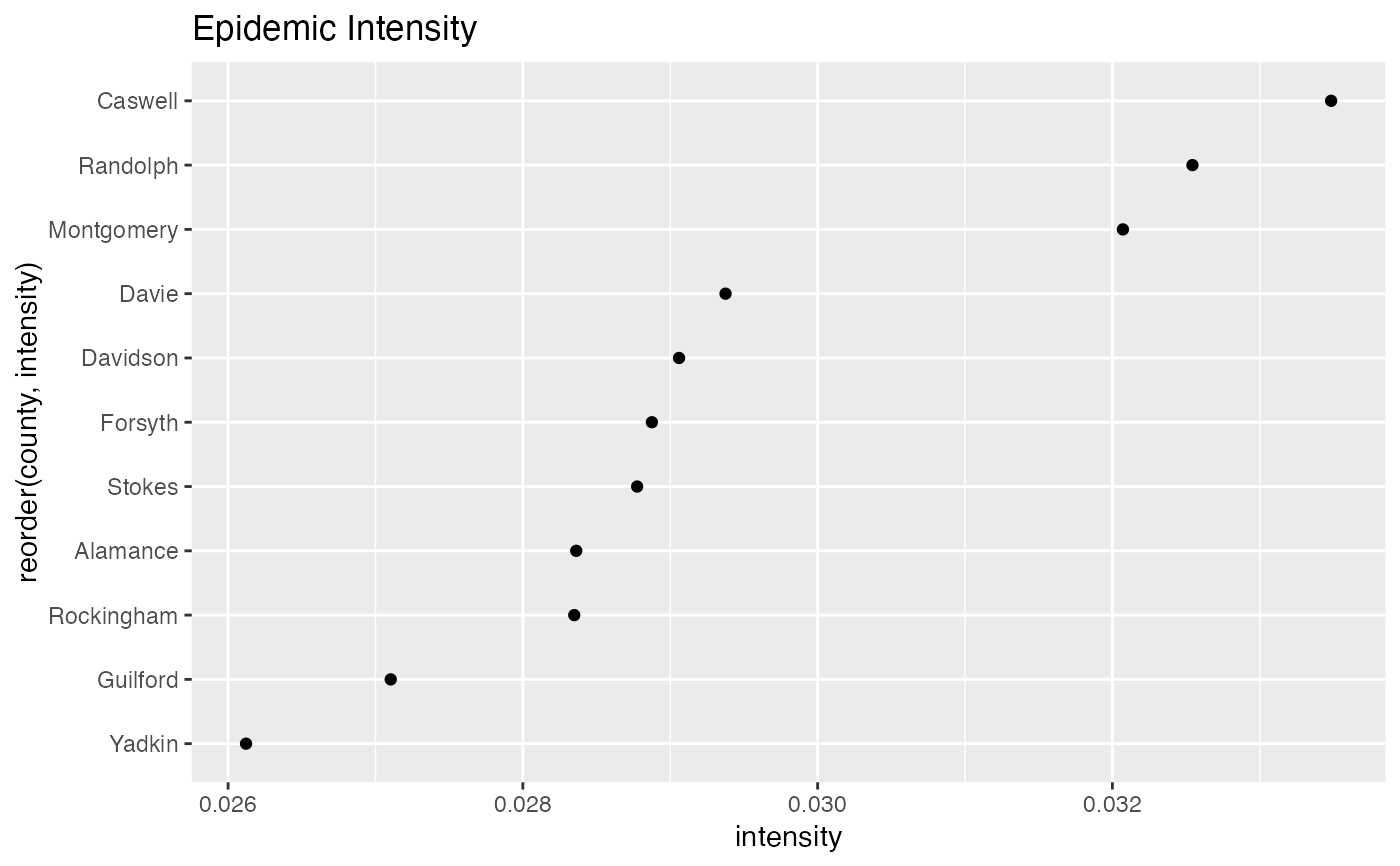 Epidemic Intensity
reorder(county, intensity)
Caswell
Randolph
Montgomery
Davie
Davidson
Forsyth
Stokes
Alamance
Rockingham
Guilford
Yadkin
0.026 0.028 0.030 0.032
intensity